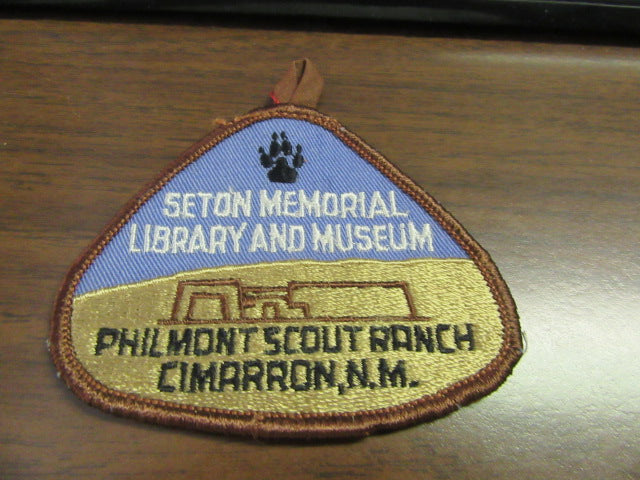 SETON MEMORIAL
LIBRARY AND MUSEUM
PHILMONT SCOUT RANCH
CIMARRON, N.M.